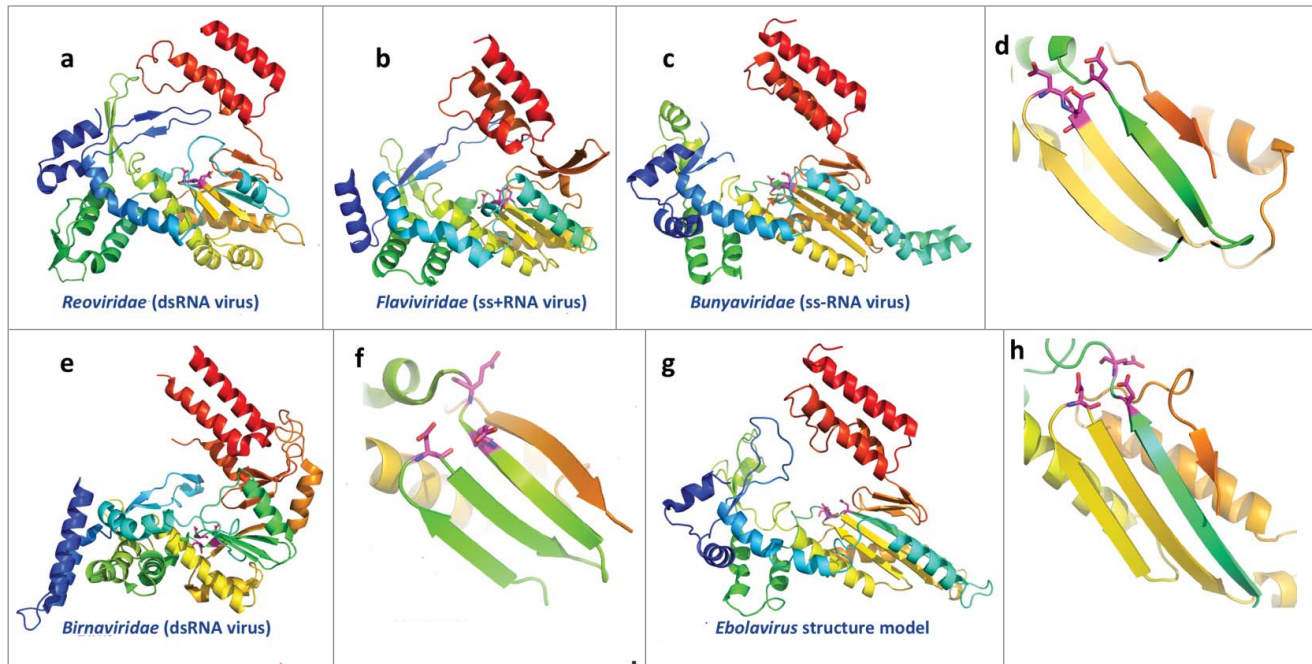 a
b
c
d
Reoviridae (dsRNA virus)
Flaviviridae (ss+RNA virus)
Bunyaviridae (ss-RNA virus)
e
f
g
h
Birnaviridae (dsRNA virus)
Ebolavirus structure model